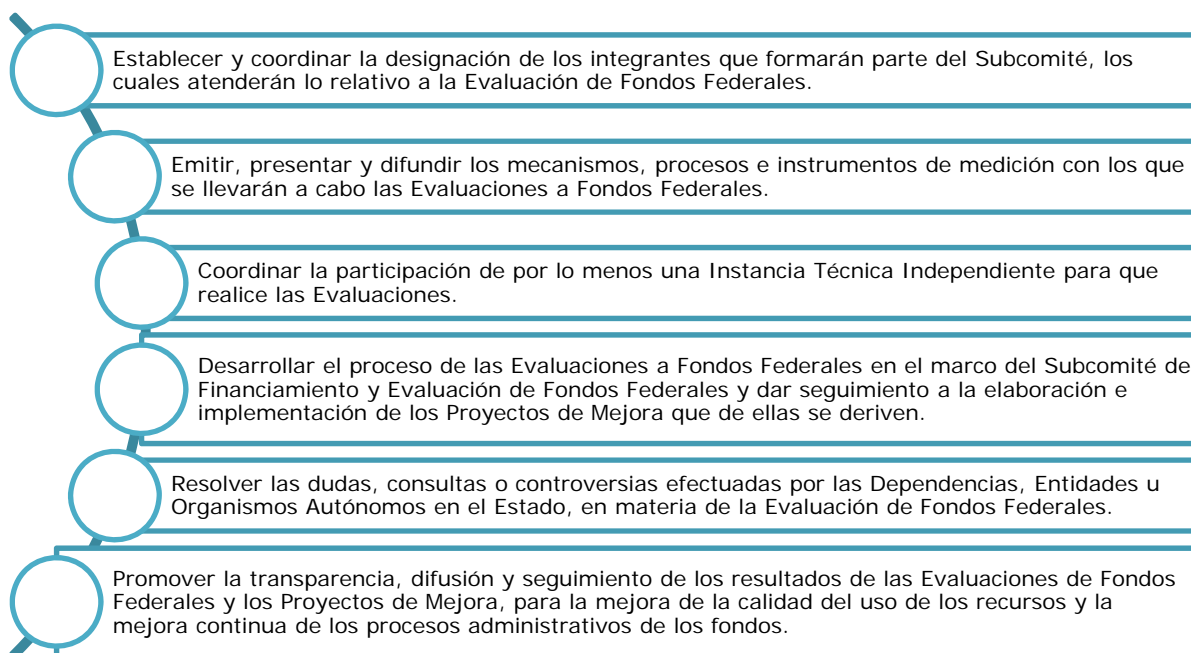 Establecer y coordinar la designación de los integrantes que formarán parte del Subcomité, los
cuales atenderán lo relativo a la Evaluación de Fondos Federales.
Emitir, presentar y difundir los mecanismos, procesos e instrumentos de medición con los que
se llevarán a cabo las Evaluaciones a Fondos Federales.
Coordinar la participación de por lo menos una Instancia Técnica Independiente para que
realice las Evaluaciones.
Desarrollar el proceso de las Evaluaciones a Fondos Federales en el marco del Subcomité de
Financiamiento y Evaluación de Fondos Federales y dar seguimiento a la elaboración e
implementación de los Proyectos de Mejora que de ellas se deriven.
Resolver las dudas, consultas o controversias efectuadas por las Dependencias, Entidades u
Organismos Autónomos en el Estado, en materia de la Evaluación de Fondos Federales.
Promover la transparencia, difusión y seguimiento de los resultados de las Evaluaciones de Fondos
Federales y los Proyectos de Mejora, para la mejora de la calidad del uso de los recursos y la
mejora continua de los procesos administrativos de los fondos.